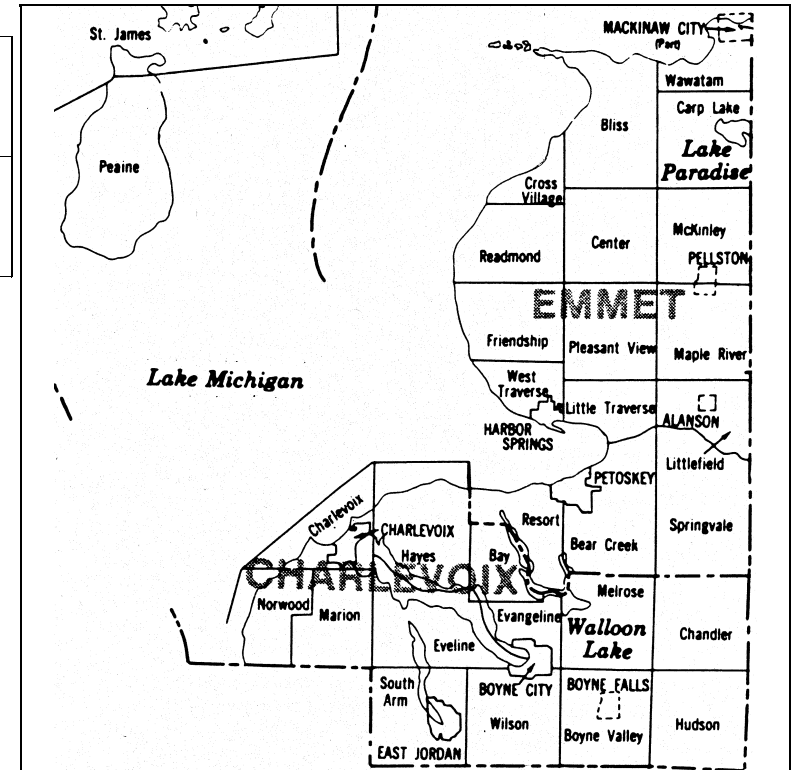 St. James
MACKINAW CITY
(Part)
Wawatam
Carp Lake
Bliss
Lake
Paradise
Peaine
Cross
Village
McKinley
Center
Readmond
PELLSTON
EMMET
Friendship
Pleasant View
Maple River
Lake Michigan
West
Traverse
Little Traverse
ALANSON
HARBOR
SPRINGS
Littlefield
PETOSKEY
Charlevoix
Resort
Springvale
CHARLEVOIX
Bear Creek
Hayes
Bay
CHARLEVOIX
Melrose
Norwood
Marion
Evangeline
Walloon
Lake
Chandler
Eveline
South
Arm
BOYNE CITY
BOYNE FALLS
Wilson
Hudson
Boyne Valley
EAST JORDAN